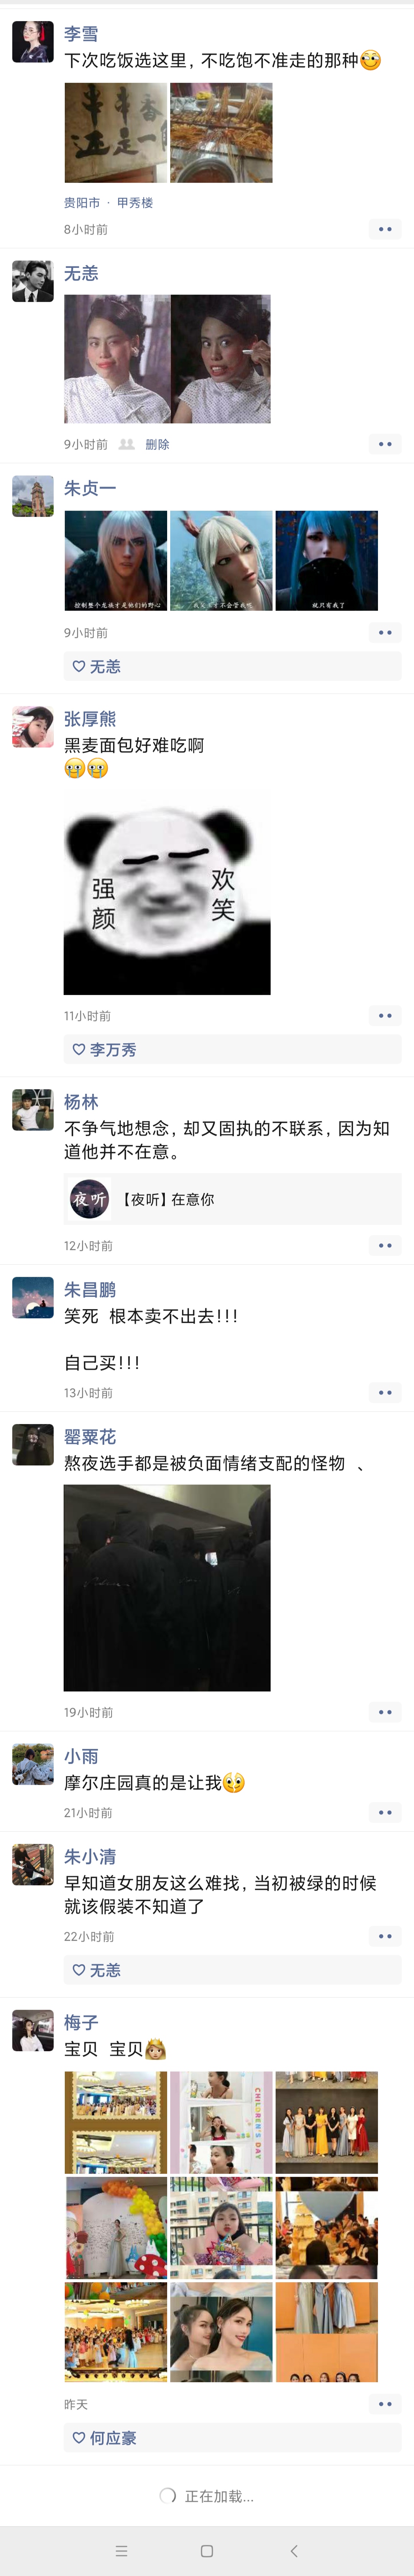 李雪
下次吃饭选这里，不吃饱不准走的那种
贵阳市 · 甲秀楼
8小时前
无恙
9小时前 删除
朱贞一
控制整个龙族才是他们的野心
我父王才不会管我呢
就只有我了
9小时前
无恙
张厚熊
黑麦面包好难吃啊
强颜 欢笑
11小时前
李万秀
杨林
不争气地想念，却又固执的不联系，因为知
道他并不在意。
夜听 【夜听】在意你
12小时前
朱昌鹏
笑死 根本卖不出去!!!
自己买!!!
13小时前
罂粟花
熬夜选手都是被负面情绪支配的怪物 、
19小时前
小雨
摩尔庄园真的是让我
21小时前
朱小清
早知道女朋友这么难找，当初被绿的时候
就该假装不知道了
22小时前
无恙
梅子
宝贝 宝贝
CHILDREN'S DAY
昨天
何应豪
正在加载...